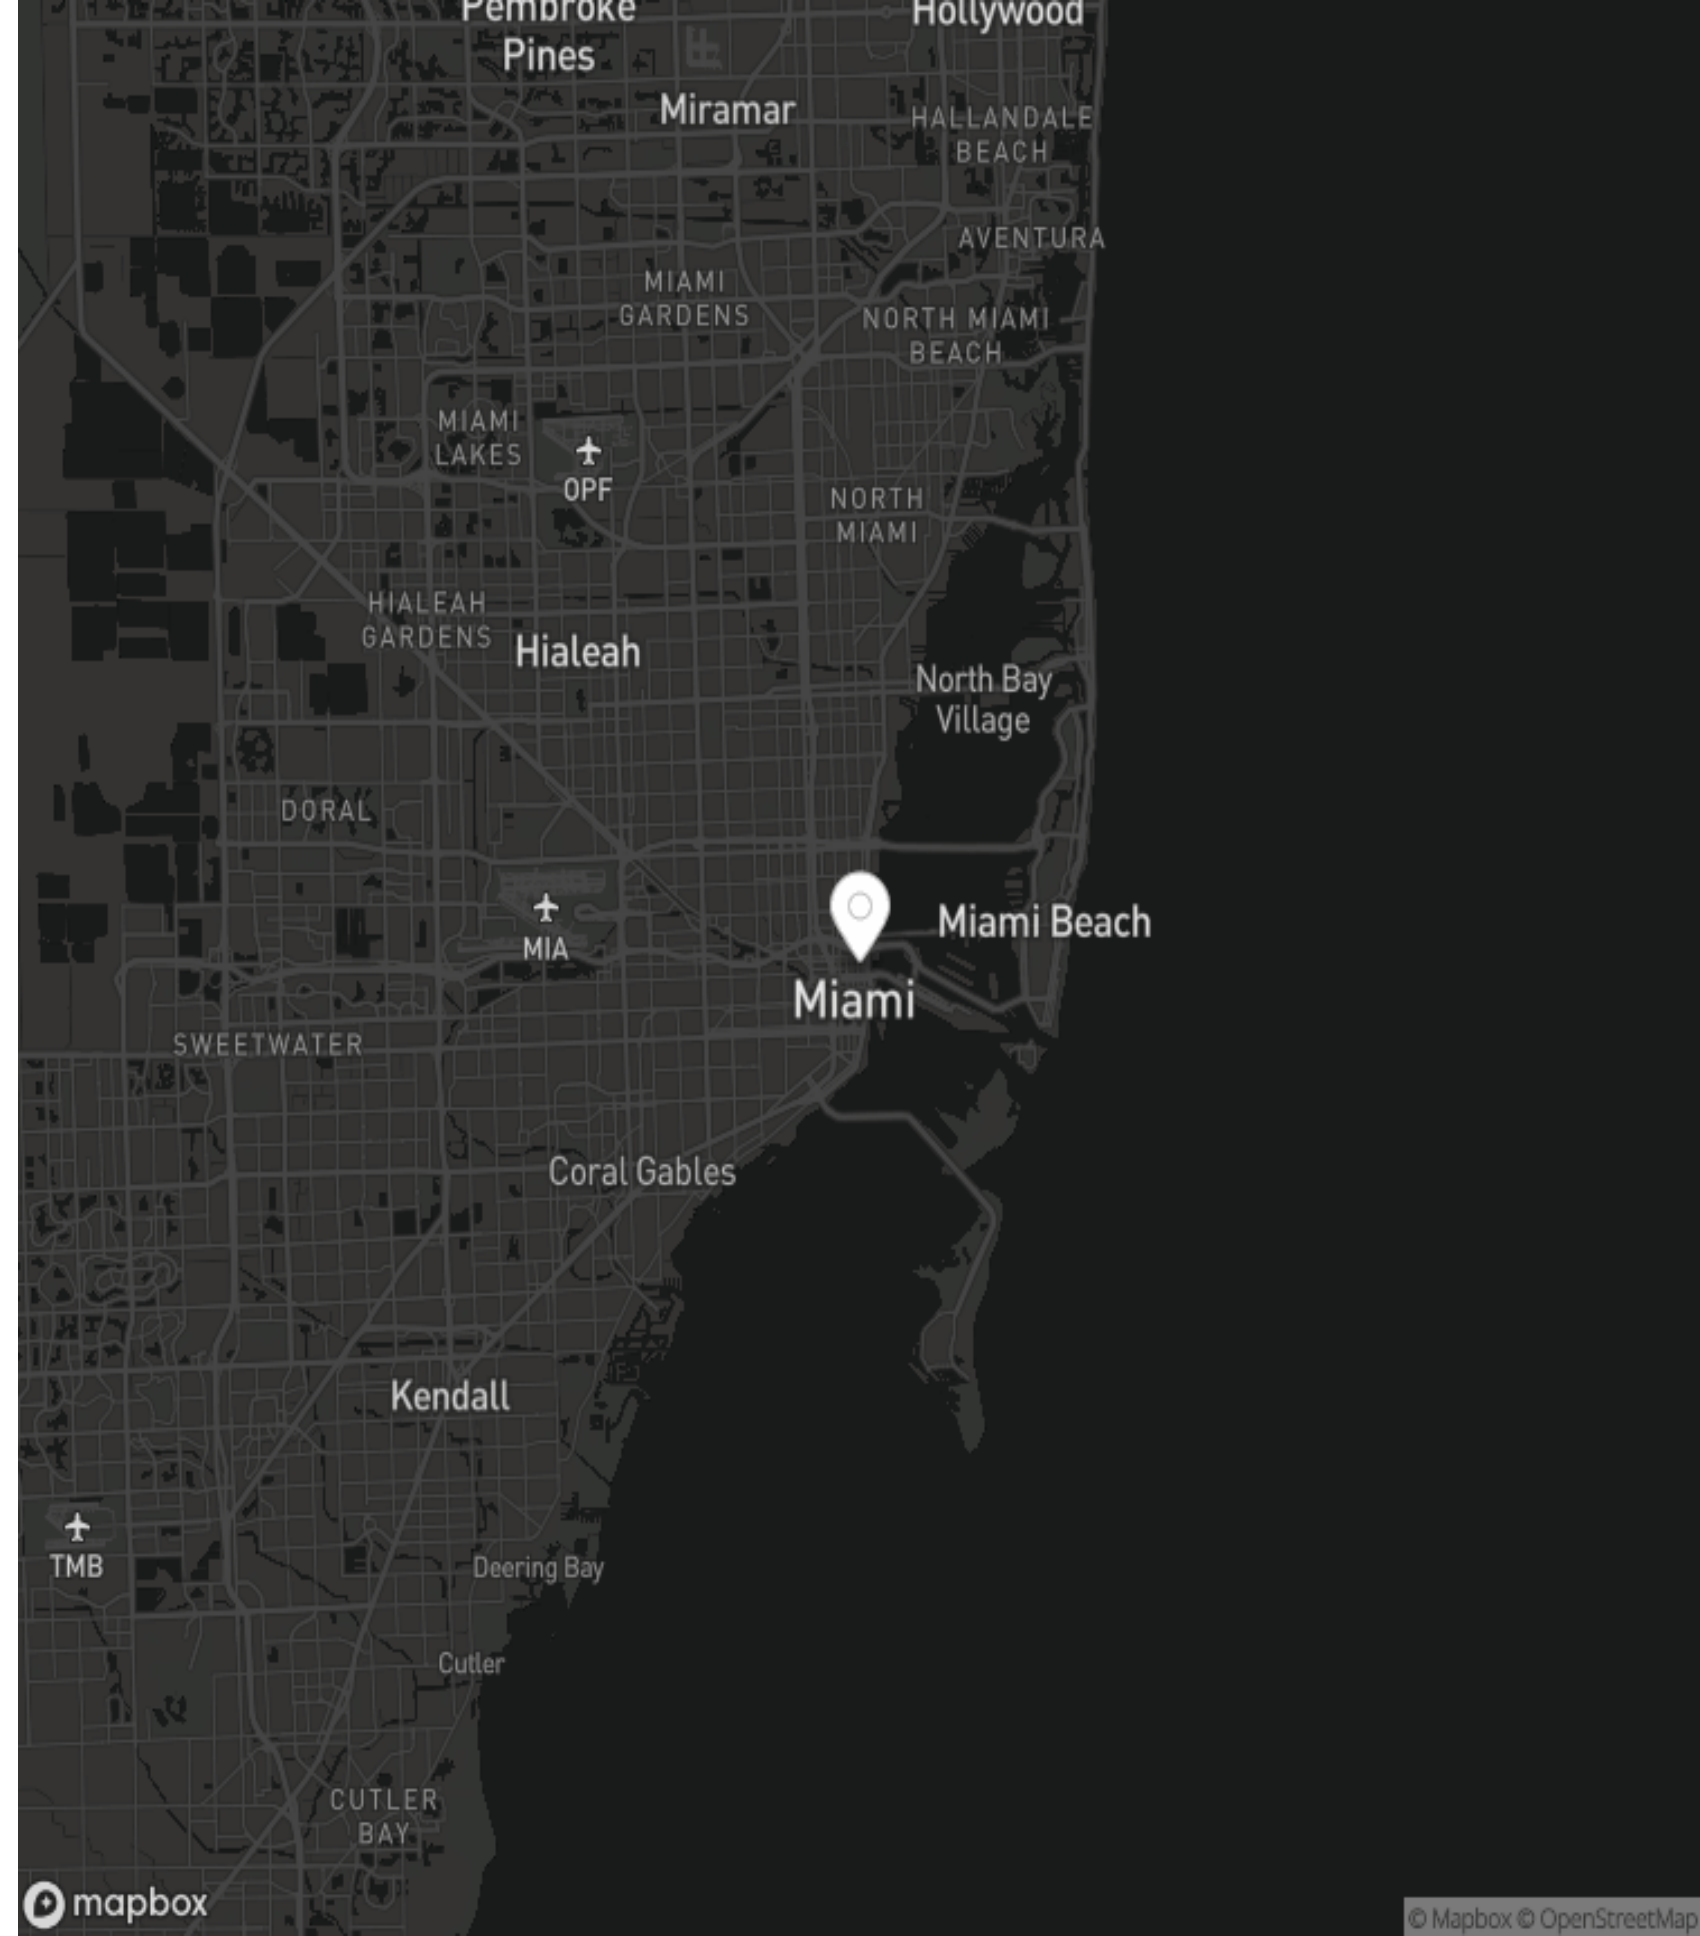 Pembroke
Pines
Hollywood
Miramar
HALLANDALE
BEACH
AVENTURA
MIAMI
GARDENS
NORTH MIAMI
BEACH
MIAMI
LAKES
OPF
NORTH
MIAMI
HIALEAH
GARDENS
Hialeah
North Bay
Village
DORAL
MIA
Miami Beach
Miami
SWEETWATER
Coral Gables
Kendall
TMB
Deering Bay
Cutler
CUTLER
BAY
mapbox
© Mapbox © OpenStreetMap